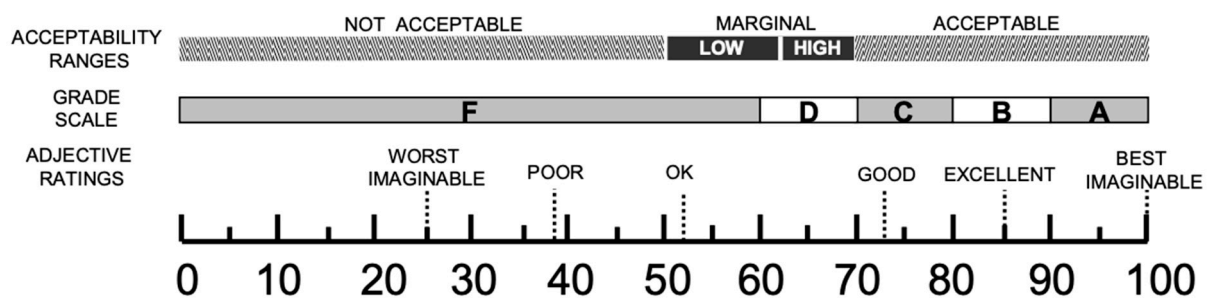 NOT ACCEPTABLE MARGINAL ACCEPTABLE
ACCEPTABILITY
RANGES
LOW HIGH
GRADE
SCALE
F D C B A
ADJECTIVE
RATINGS
WORST
IMAGINABLE
POOR
OK
GOOD
EXCELLENT
BEST
IMAGINABLE
0 10 20 30 40 50 60 70 80 90 100